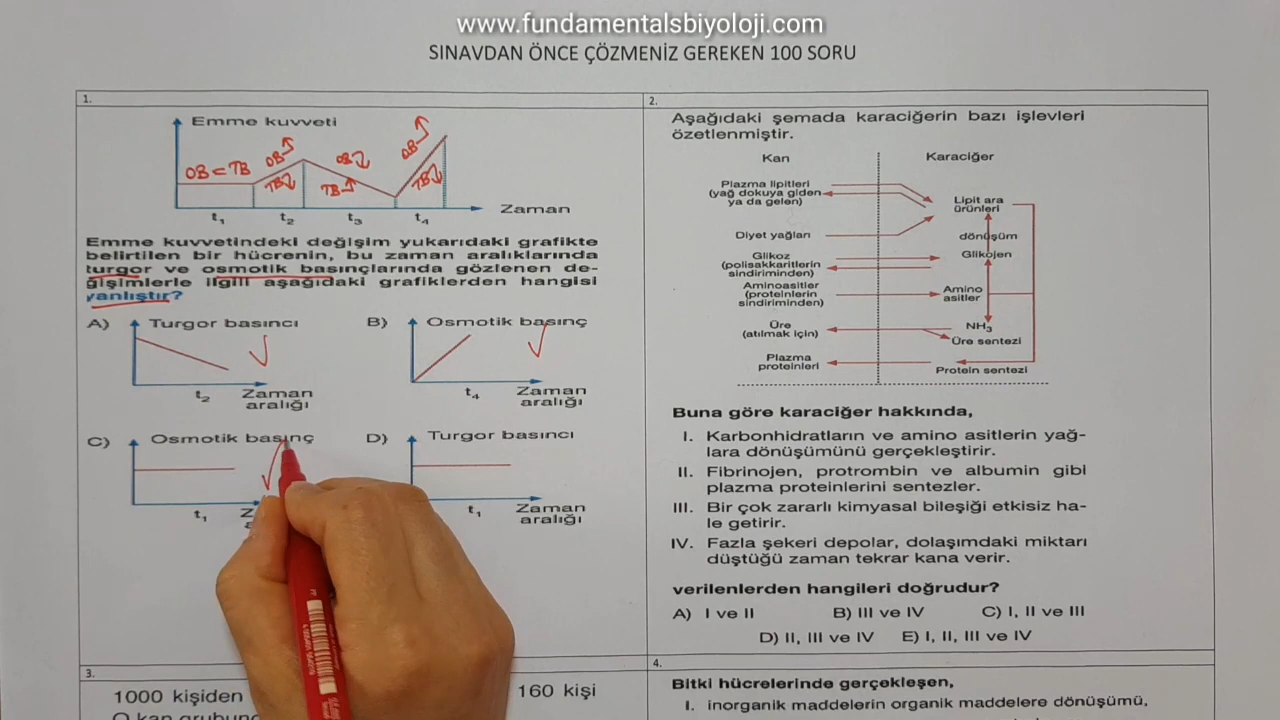 www.fundamentalsbiyoloji.com
SINAVDAN ÖNCE ÇÖZMENİZ GEREKEN 100 SORU
1.
Emme kuvveti
OB = TB
OB↑
TB↓
OB↓
TB↑
OB↑
TB↓
t₁ t₂ t₃ t₄
Zaman
Emme kuvvetindeki değişim yukarıdaki grafikte
belirtilen bir hücrenin, bu zaman aralıklarında
turgor ve osmotik basınçlarında gözlenen de-
ğişimlerle ilgili aşağıdaki grafiklerden hangisi
yanlıştır?
A) Turgor basıncı
t₂ Zaman
aralığı
B) Osmotik basınç
t₄ Zaman
aralığı
C) Osmotik basınç
t₁
D) Turgor basıncı
t₁ Zaman
aralığı
2.
Aşağıdaki şemada karaciğerin bazı işlevleri
özetlenmiştir.
Kan Karaciğer
Plazma lipitleri
(yağ dokuya giden
ya da gelen)
Lipit ara
ürünleri
Diyet yağları
dönüşüm
Glikoz
(polisakkaritlerin
sindiriminden)
Glikojen
Aminoasitler
(proteinlerin
sindiriminden)
Amino
asitler
Üre
(atılmak için)
NH₃
Üre sentezi
Plazma
proteinleri
Protein sentezi
Buna göre karaciğer hakkında,
I. Karbonhidratların ve amino asitlerin yağ-
lara dönüşümünü gerçekleştirir.
II. Fibrinojen, protrombin ve albumin gibi
plazma proteinlerini sentezler.
III. Bir çok zararlı kimyasal bileşiği etkisiz ha-
le getirir.
IV. Fazla şekeri depolar, dolaşımdaki miktarı
düştüğü zaman tekrar kana verir.
verilenlerden hangileri doğrudur?
A) I ve II B) III ve IV C) I, II ve III
D) II, III ve IV E) I, II, III ve IV
3.
1000 kişiden 160 kişi
O kan
4.
Bitki hücrelerinde gerçekleşen,
I. inorganik maddelerin organik maddelere dönüşümü,